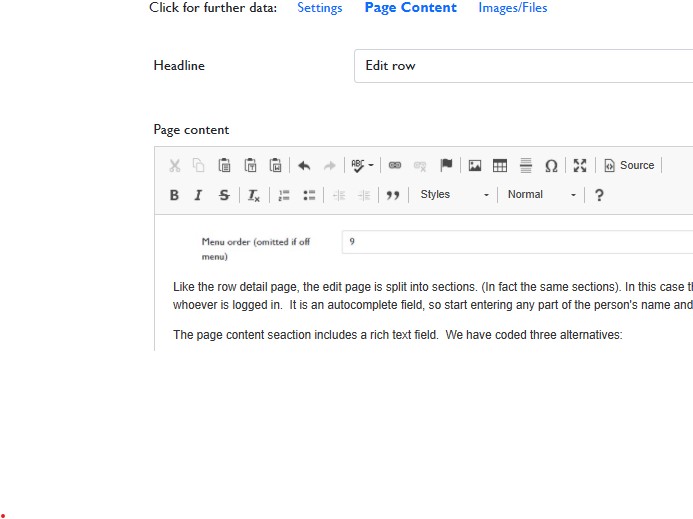 Click for further data: Settings Page Content Images/Files
Headline Edit row
Page content
ABC Source
B I S Ix Styles Normal ?
Menu order (omitted if off menu) 9
Like the row detail page, the edit page is split into sections. (In fact the same sections). In this case t
whoever is logged in. It is an autocomplete field, so start entering any part of the person's name and
The page content seaction includes a rich text field. We have coded three alternatives: